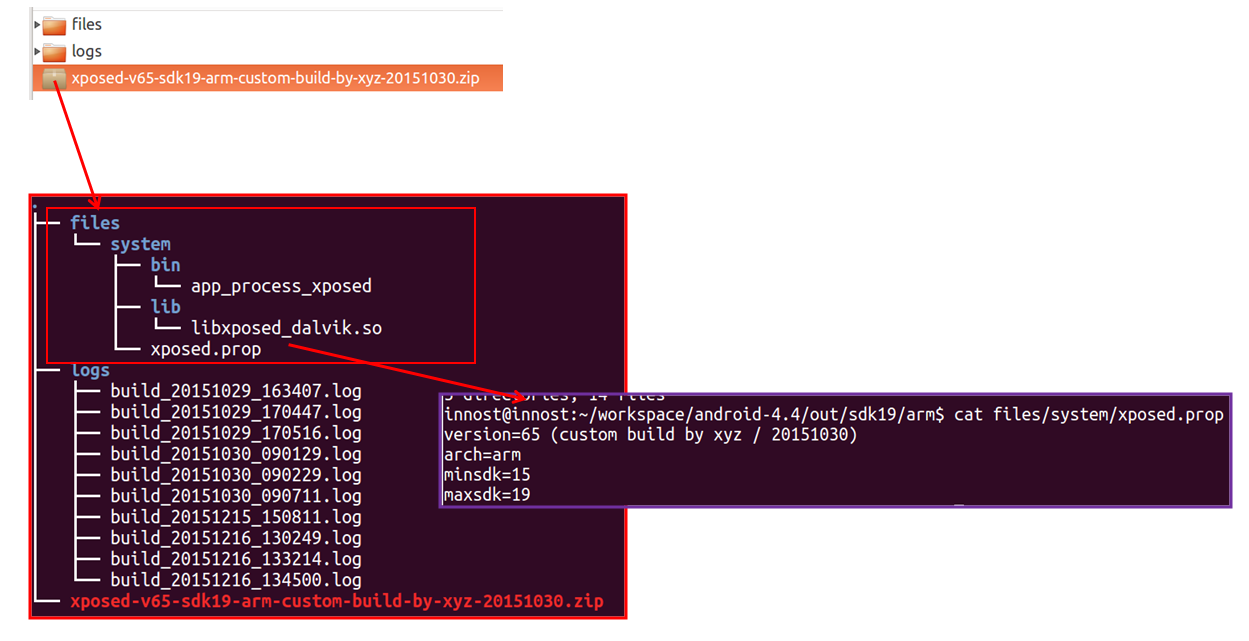 files
logs
xposed-v65-sdk19-arm-custom-build-by-xyz-20151030.zip
.
files
system
bin
app_process_xposed
lib
libxposed_dalvik.so
xposed.prop
logs
build_20151029_163407.log
build_20151029_170447.log
build_20151029_170516.log
build_20151030_090129.log
build_20151030_090229.log
build_20151030_090711.log
build_20151215_150811.log
build_20151216_130249.log
build_20151216_133214.log
build_20151216_134500.log
xposed-v65-sdk19-arm-custom-build-by-xyz-20151030.zip
5 directories, 14 files
innost@innost:~/workspace/android-4.4/out/sdk19/arm$ cat files/system/xposed.prop
version=65 (custom build by xyz / 20151030)
arch=arm
minsdk=15
maxsdk=19